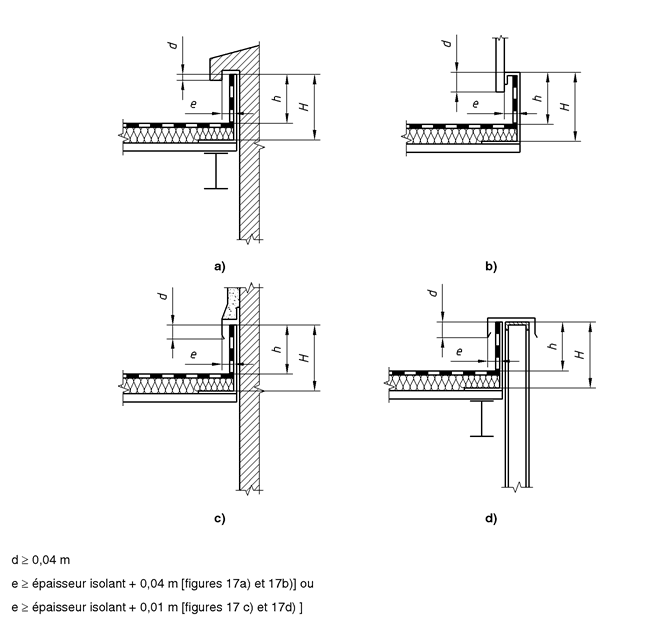 d
e
h
H
a)
d
e
h
H
b)
d
e
h
H
c)
d
e
h
H
d)
d ≥ 0,04 m
e ≥ épaisseur isolant + 0,04 m [figures 17a) et 17b)] ou
e ≥ épaisseur isolant + 0,01 m [figures 17 c) et 17d) ]